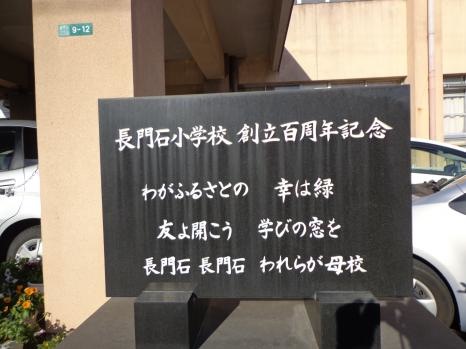 9-12
長門石小学校 創立百周年記念
わがふるさとの 幸は緑
友よ開こう 学びの窓を
長門石 長門石 われらが母校